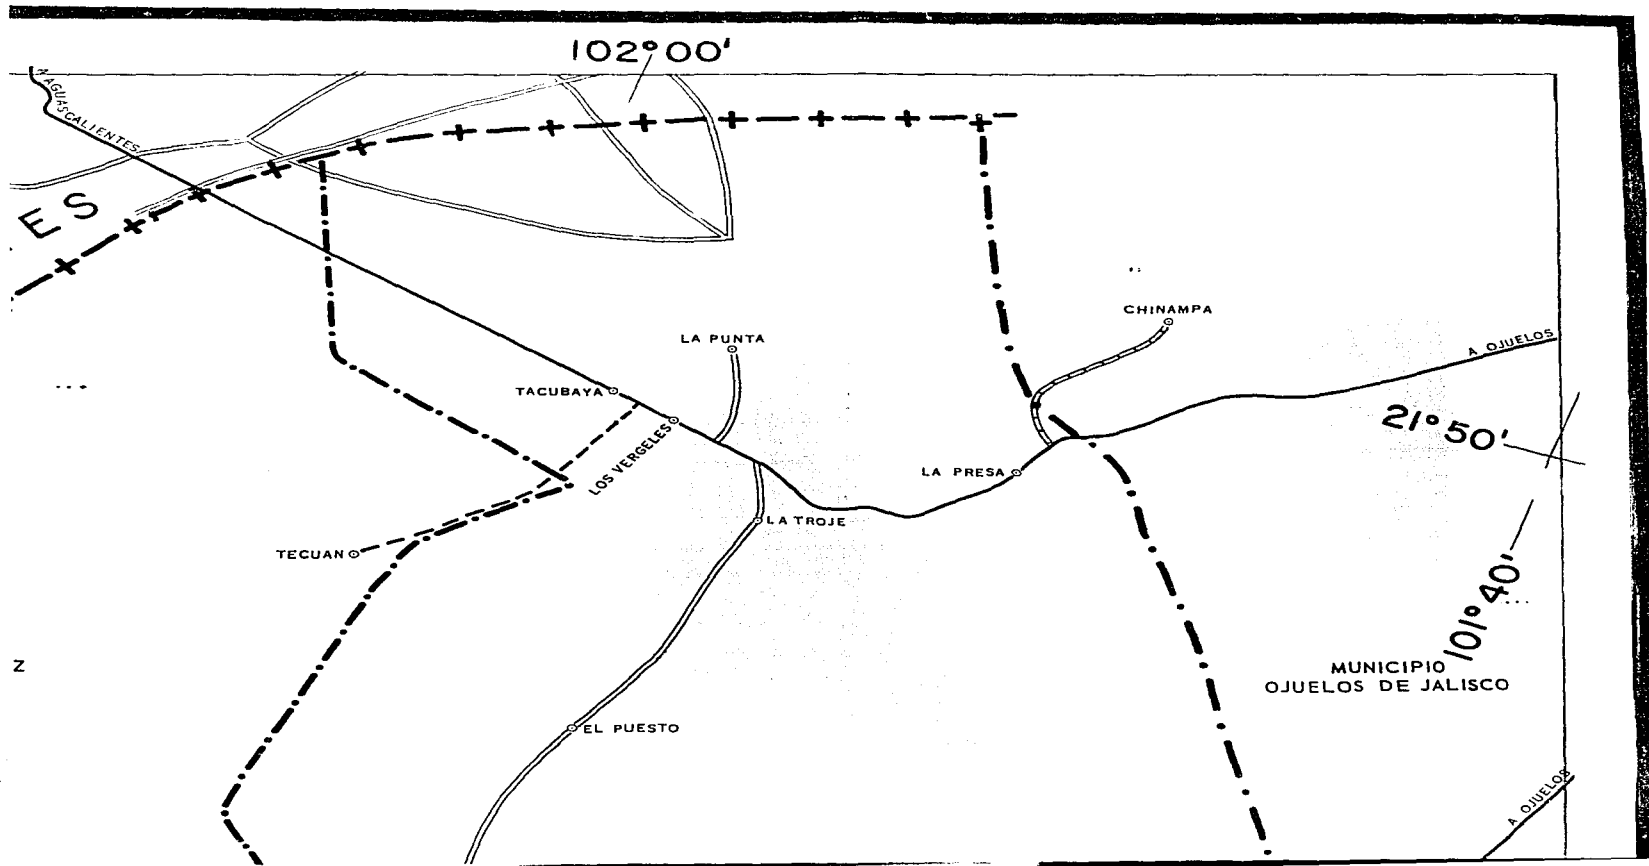 102°00'
A AGUASCALIENTES
ES
CHINAMPA
LA PUNTA
A OJUELOS
TACUBAYA
21°50'
LOS VERGELES
LA PRESA
LA TROJE
TECUAN
101°40'
Z
MUNICIPIO
OJUELOS DE JALISCO
EL PUESTO
A OJUELOS